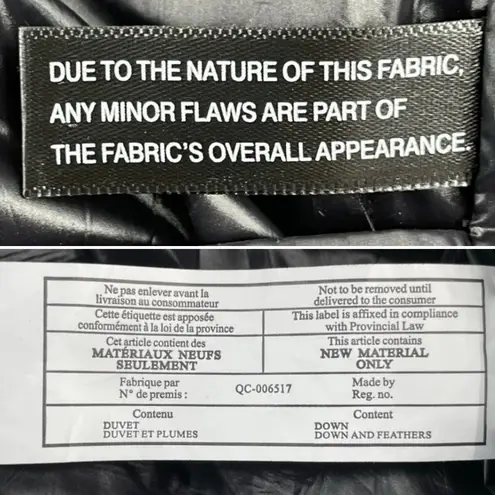 DUE TO THE NATURE OF THIS FABRIC,
ANY MINOR FLAWS ARE PART OF
THE FABRIC'S OVERALL APPEARANCE.
Ne pas enlever avant la
livraison au consommateur
Not to be removed until
delivered to the consumer
Cette étiquette est apposée
conformément à la loi de la province
This label is affixed in compliance
with Provincial Law
Cet article contient des
MATÉRIAUX NEUFS
SEULEMENT
This article contains
NEW MATERIAL
ONLY
Fabrique par
N° de premis :
QC-006517
Made by
Reg. no.
Contenu
DUVET
DUVET ET PLUMES
Content
DOWN
DOWN AND FEATHERS